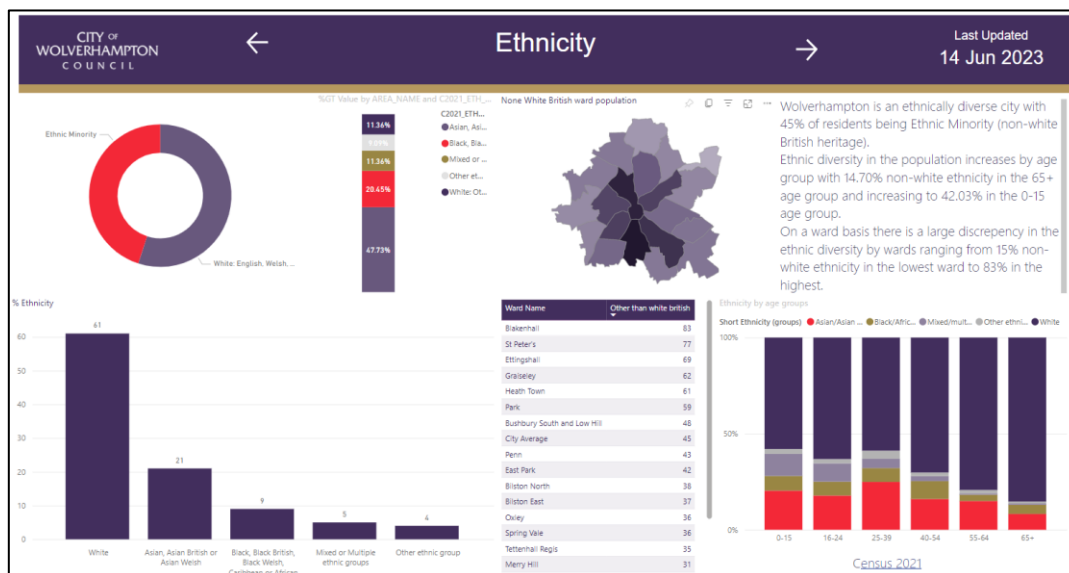 CITY OF
WOLVERHAMPTON
COUNCIL
Ethnicity
Last Updated
14 Jun 2023
Ethnic Minority
White: English, Welsh, ...
%GT Value by AREA_NAME and C2021_ETH_...
11.36%
9.09%
11.36%
20.45%
47.73%
C2021_ETH...
Asian, Asi...
Black, Bla...
Mixed or ...
Other et...
White: Ot...
None White British ward population
Wolverhampton is an ethnically diverse city with
45% of residents being Ethnic Minority (non-white
British heritage).
Ethnic diversity in the population increases by age
group with 14.70% non-white ethnicity in the 65+
age group and increasing to 42.03% in the 0-15
age group.
On a ward basis there is a large discrepancy in the
ethnic diversity by wards ranging from 15% non-
white ethnicity in the lowest ward to 83% in the
highest.
% Ethnicity
60
50
40
30
20
10
0
61
21
9
5
4
White
Asian, Asian British or
Asian Welsh
Black, Black British,
Black Welsh,
Caribbean or African
Mixed or Multiple
ethnic groups
Other ethnic group
Ward Name Other than white british
Blakenhall 83
St Peter's 77
Ettingshall 69
Graiseley 62
Heath Town 61
Park 59
Bushbury South and Low Hill 48
City Average 45
Penn 43
East Park 42
Bilston North 38
Bilston East 37
Oxley 36
Spring Vale 36
Tettenhall Regis 35
Merry Hill 31
Ethnicity by age groups
Short Ethnicity (groups) Asian/Asian ... Black/Afric... Mixed/mult... Other ethni... White
100%
50%
0%
0-15
16-24
25-39
40-54
55-64
65+
Census 2021